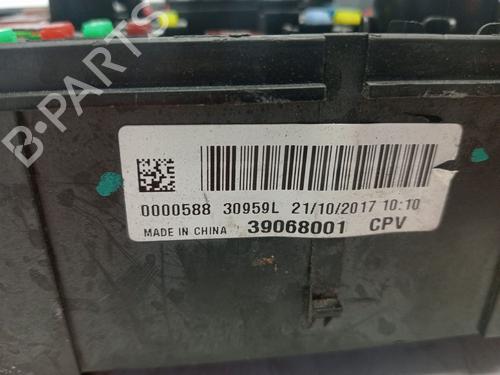 B-PARTS
0000588 30959L 21/10/2017 10:10
MADE IN CHINA 39068001 CPV